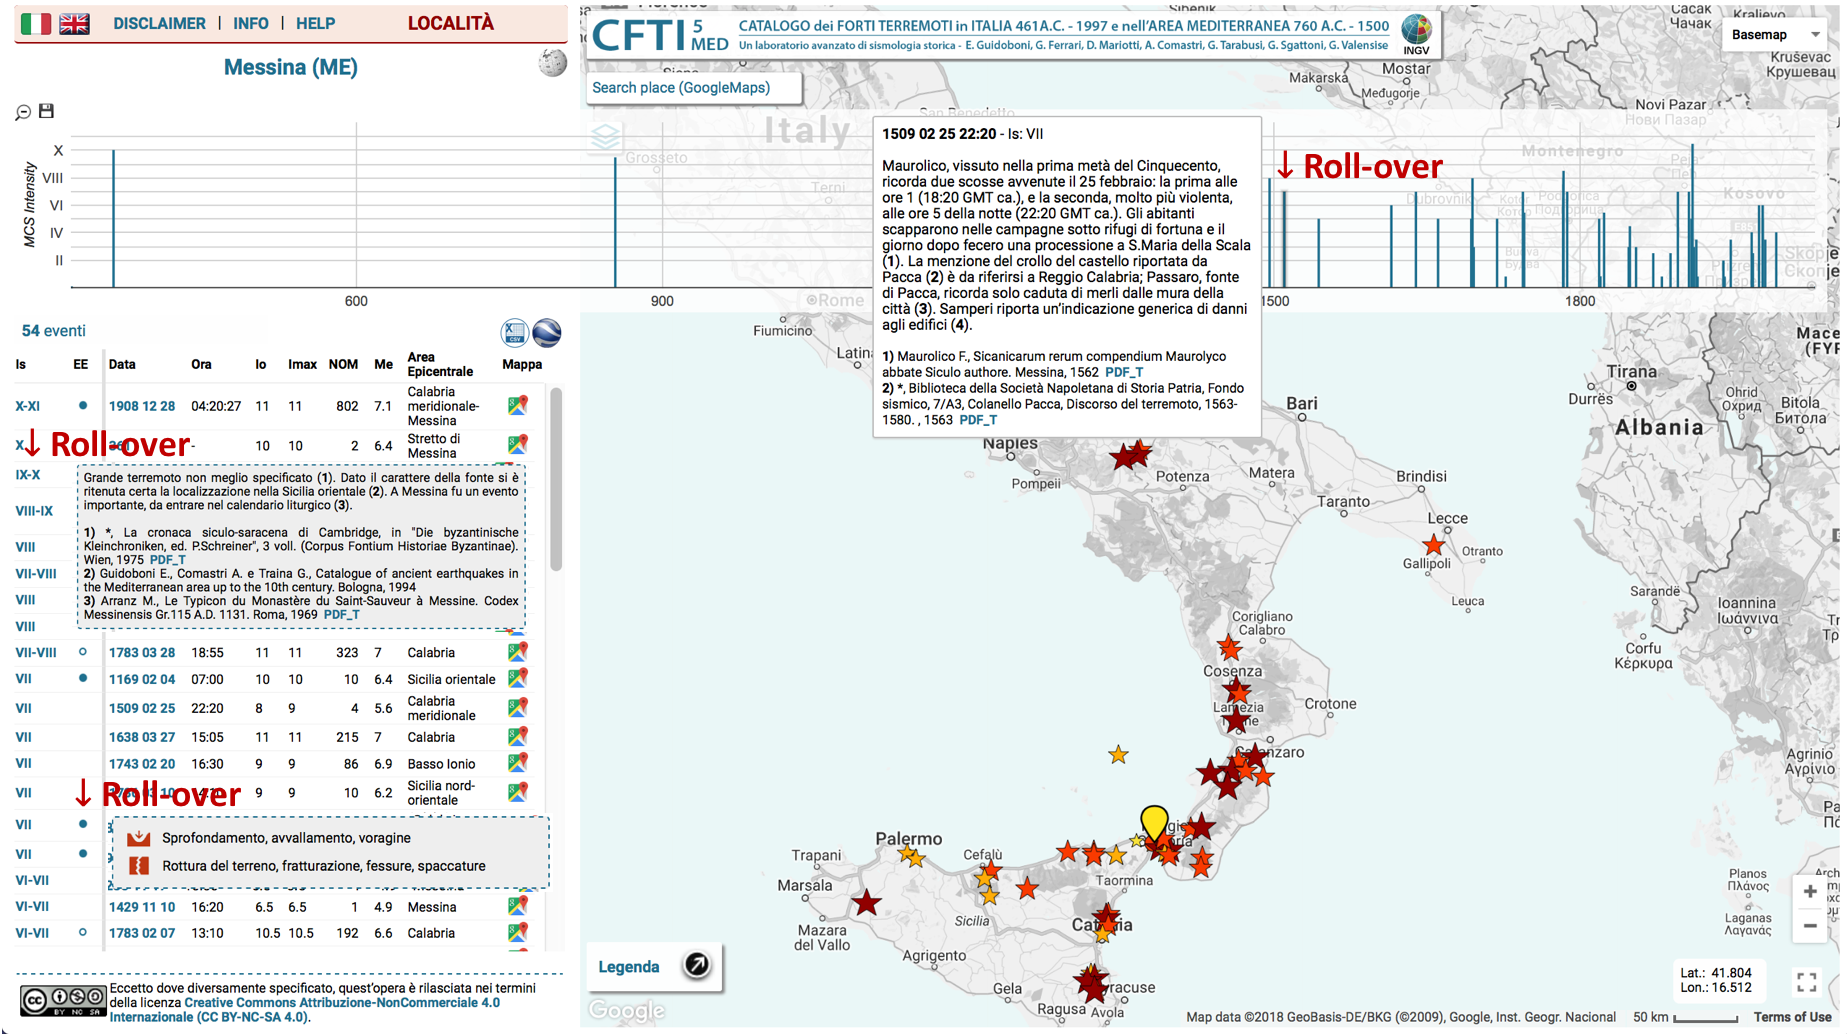 DISCLAIMER | INFO | HELP
LOCALITÀ
Messina (ME)
CFTI 5 MED
CATALOGO dei FORTI TERREMOTI in ITALIA 461 A.C. - 1997 e nell'AREA MEDITERRANEA 760 A.C. - 1500
Un laboratorio avanzato di sismologia storica - E. Guidoboni, G. Ferrari, D. Mariotti, A. Comastri, G. Tarabusi, G. Sgattoni, G. Valensise
INGV
Basemap
Search place (GoogleMaps)
MCS Intensity
X
VIII
VI
IV
II
600
900
1500
1800
↓ Roll-over
1509 02 25 22:20 - Is: VII
Maurolico, vissuto nella prima metà del Cinquecento,
ricorda due scosse avvenute il 25 febbraio: la prima alle
ore 1 (18:20 GMT ca.), e la seconda, molto più violenta,
alle ore 5 della notte (22:20 GMT ca.). Gli abitanti
scapparono nelle campagne sotto rifugi di fortuna e il
giorno dopo fecero una processione a S.Maria della Scala
(1). La menzione del crollo del castello riportata da
Pacca (2) è da riferirsi a Reggio Calabria; Passaro, fonte
di Pacca, ricorda solo caduta di merli dalle mura della
città (3). Samperi riporta un'indicazione generica di danni
agli edifici (4).
1) Maurolico F., Sicanicarum rerum compendium Maurolyco
abbate Siculo authore. Messina, 1562 PDF_T
2) *, Biblioteca della Società Napoletana di Storia Patria, Fondo
sismico, 7/A3, Colanello Pacca, Discorso del terremoto, 1563-
1580. , 1563 PDF_T
54 eventi
Is EE Data Ora Io Imax NOM Me Area Epicentrale Mappa
X-XI 1908 12 28 04:20:27 11 11 802 7.1 Calabria meridionale-Messina
X - 10 10 2 6.4 Stretto di Messina
↓ Roll-over
IX-X
VIII-IX
VIII
VII-VIII
VIII
VIII
Grande terremoto non meglio specificato (1). Dato il carattere della fonte si è
ritenuta certa la localizzazione nella Sicilia orientale (2). A Messina fu un evento
importante, da entrare nel calendario liturgico (3).
1) *, La cronaca siculo-saracena di Cambridge, in "Die byzantinische
Kleinchroniken, ed. P.Schreiner", 3 voll. (Corpus Fontium Historiae Byzantinae).
Wien, 1975 PDF_T
2) Guidoboni E., Comastri A. e Traina G., Catalogue of ancient earthquakes in
the Mediterranean area up to the 10th century. Bologna, 1994
3) Arranz M., Le Typicon du Monastère du Saint-Sauveur à Messine. Codex
Messinensis Gr.115 A.D. 1131. Roma, 1969 PDF_T
VII-VIII 1783 03 28 18:55 11 11 323 7 Calabria
VII 1169 02 04 07:00 10 10 10 6.4 Sicilia orientale
VII 1509 02 25 22:20 8 9 4 5.6 Calabria meridionale
VII 1638 03 27 15:05 11 11 215 7 Calabria
VII 1743 02 20 16:30 9 9 86 6.9 Basso Ionio
VII 9 9 10 6.2 Sicilia nord-orientale
↓ Roll-over
VII
VII
VI-VII
Sprofondamento, avvallamento, voragine
Rottura del terreno, fratturazione, fessure, spaccature
VI-VII 1429 11 10 16:20 6.5 6.5 1 4.9 Messina
VI-VII 1783 02 07 13:10 10.5 10.5 192 6.6 Calabria
CC BY NC SA
Eccetto dove diversamente specificato, quest'opera è rilasciata nei termini
della licenza Creative Commons Attribuzione-NonCommerciale 4.0
Internazionale (CC BY-NC-SA 4.0).
Legenda
Google
Italy
San Benedetto
Grosseto
Terni
Rome
Fiumicino
Latina
Naples
Pompeii
Potenza
Matera
Bari
Brindisi
Taranto
Lecce
Otranto
Gallipoli
Leuca
Corigliano
Calabro
Cosenza
Lamezia
Crotone
Catanzaro
Palermo
Trapani
Marsala
Mazara
del Vallo
Cefalù
Sicilia
Agrigento
Gela
Taormina
Catania
Ragusa
Avola
Sibenik
Makarska
Mostar
Međugorje
Dubrovnik
Montenegro
Novi Pazar
Нови Пазар
Чачак
Kraljevo
Kruševac
Крушевац
Kosovo
Tirana
Durrës
Albania
Ohrid
Охрид
Bitola
Битола
Sarandë
Ioannina
Ιωάννινα
Corfu
Κέρκυρα
Agrinio
Αγρίνιο
Planos
Πλάνος
Laganas
Λαγανάς
+
−
Lat.: 41.804
Lon.: 16.512
Map data ©2018 GeoBasis-DE/BKG (©2009), Google, Inst. Geogr. Nacional
50 km
Terms of Use